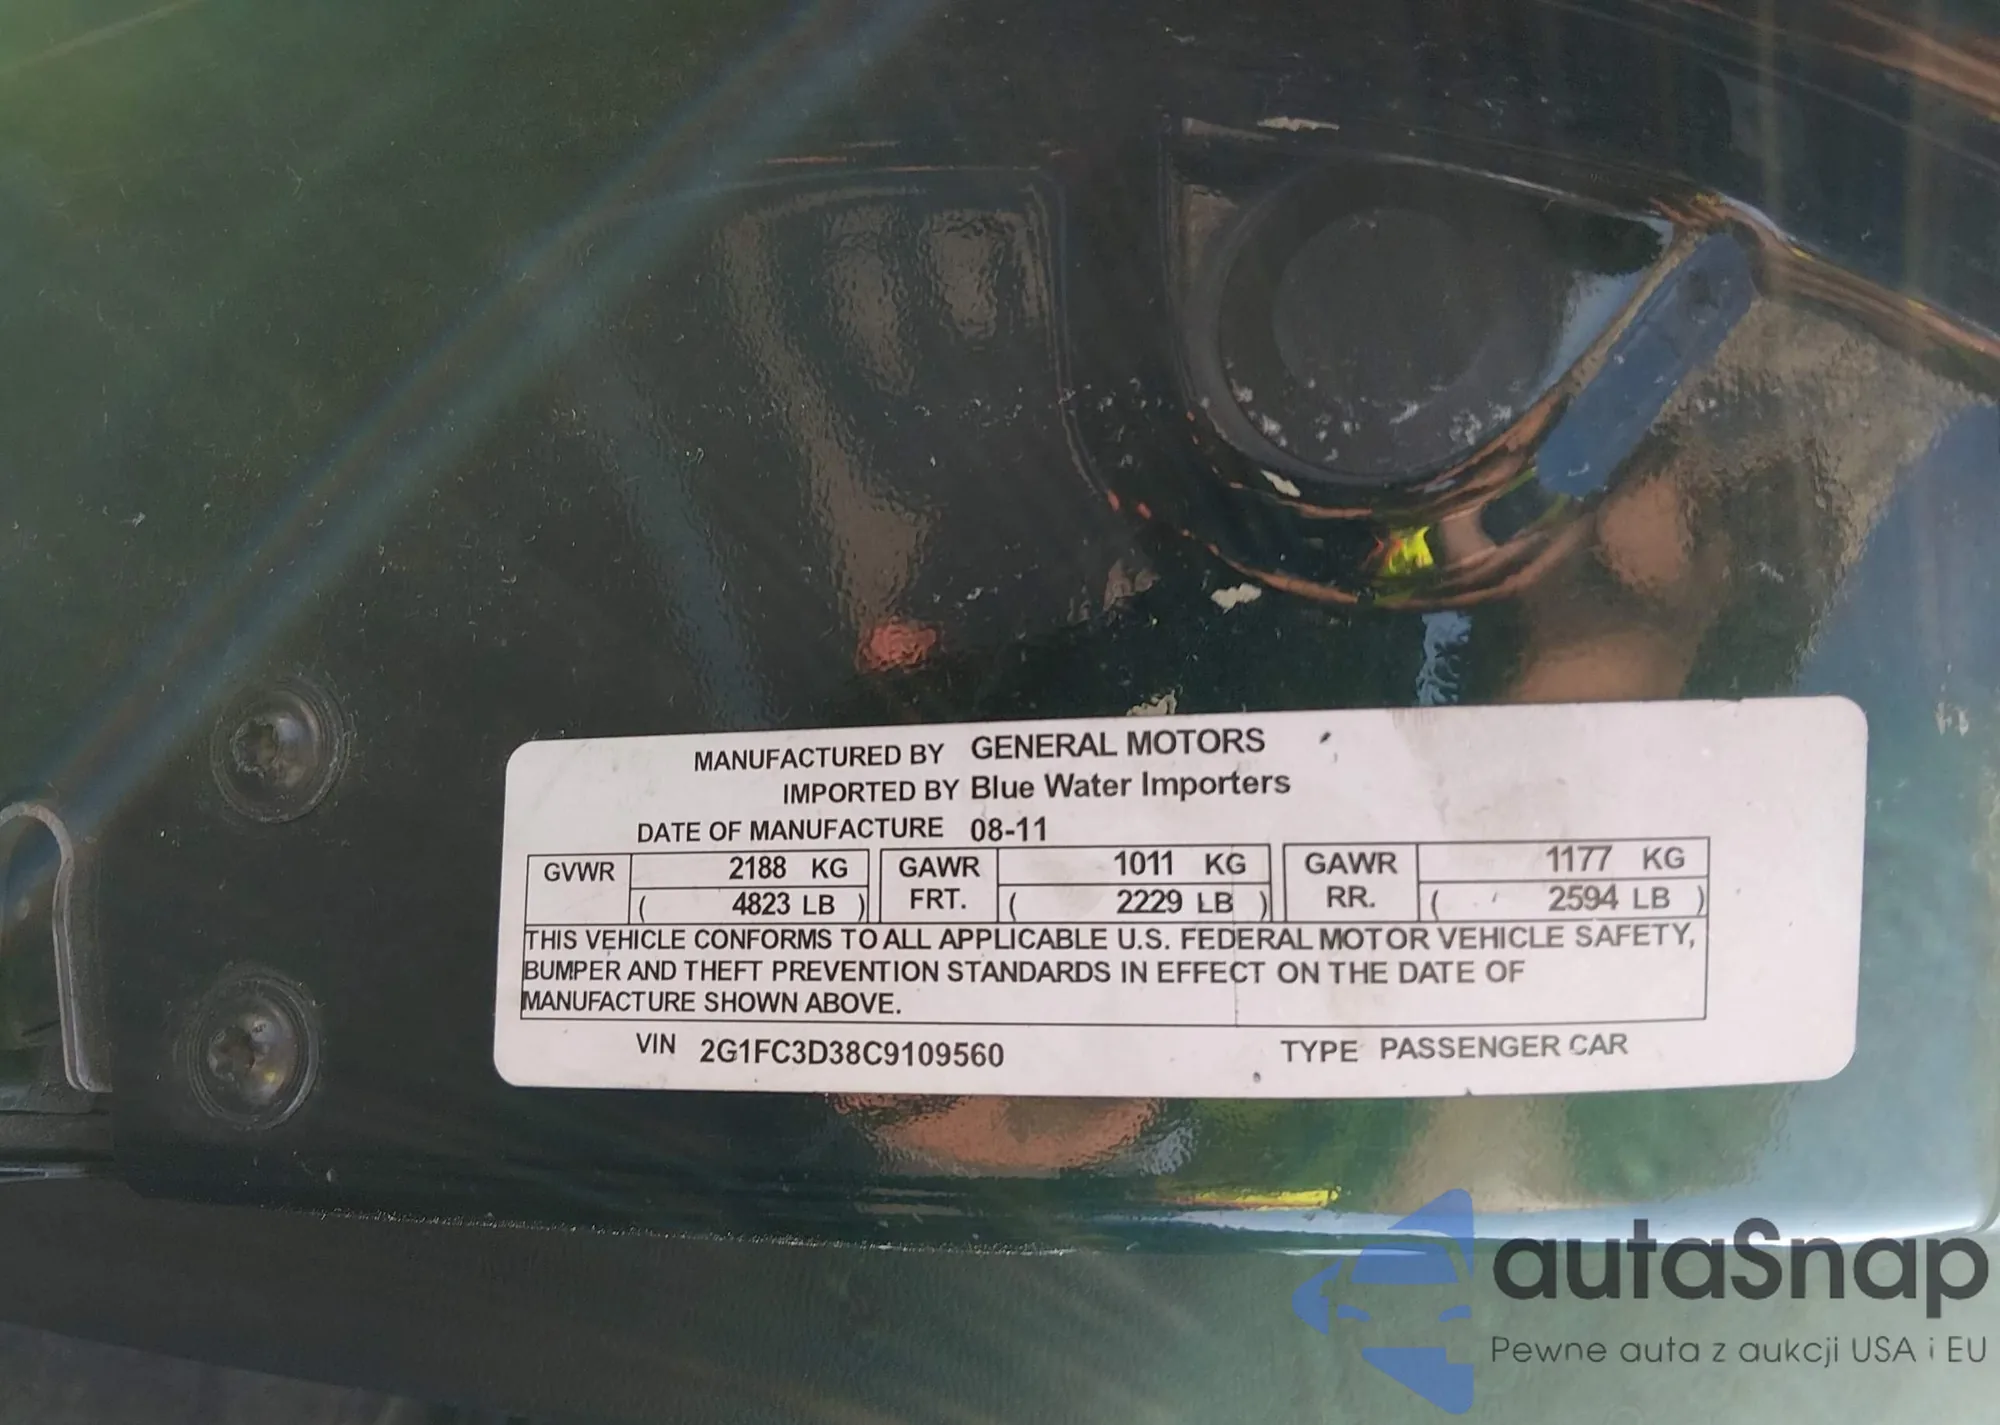 MANUFACTURED BY GENERAL MOTORS
IMPORTED BY Blue Water Importers
DATE OF MANUFACTURE 08-11
GVWR 2188 KG GAWR 1011 KG GAWR 1177 KG
( 4823 LB ) FRT. ( 2229 LB ) RR. ( 2594 LB )
THIS VEHICLE CONFORMS TO ALL APPLICABLE U.S. FEDERAL MOTOR VEHICLE SAFETY,
BUMPER AND THEFT PREVENTION STANDARDS IN EFFECT ON THE DATE OF
MANUFACTURE SHOWN ABOVE.
VIN 2G1FC3D38C9109560 TYPE PASSENGER CAR
autaSnap
Pewne auta z aukcji USA i EU